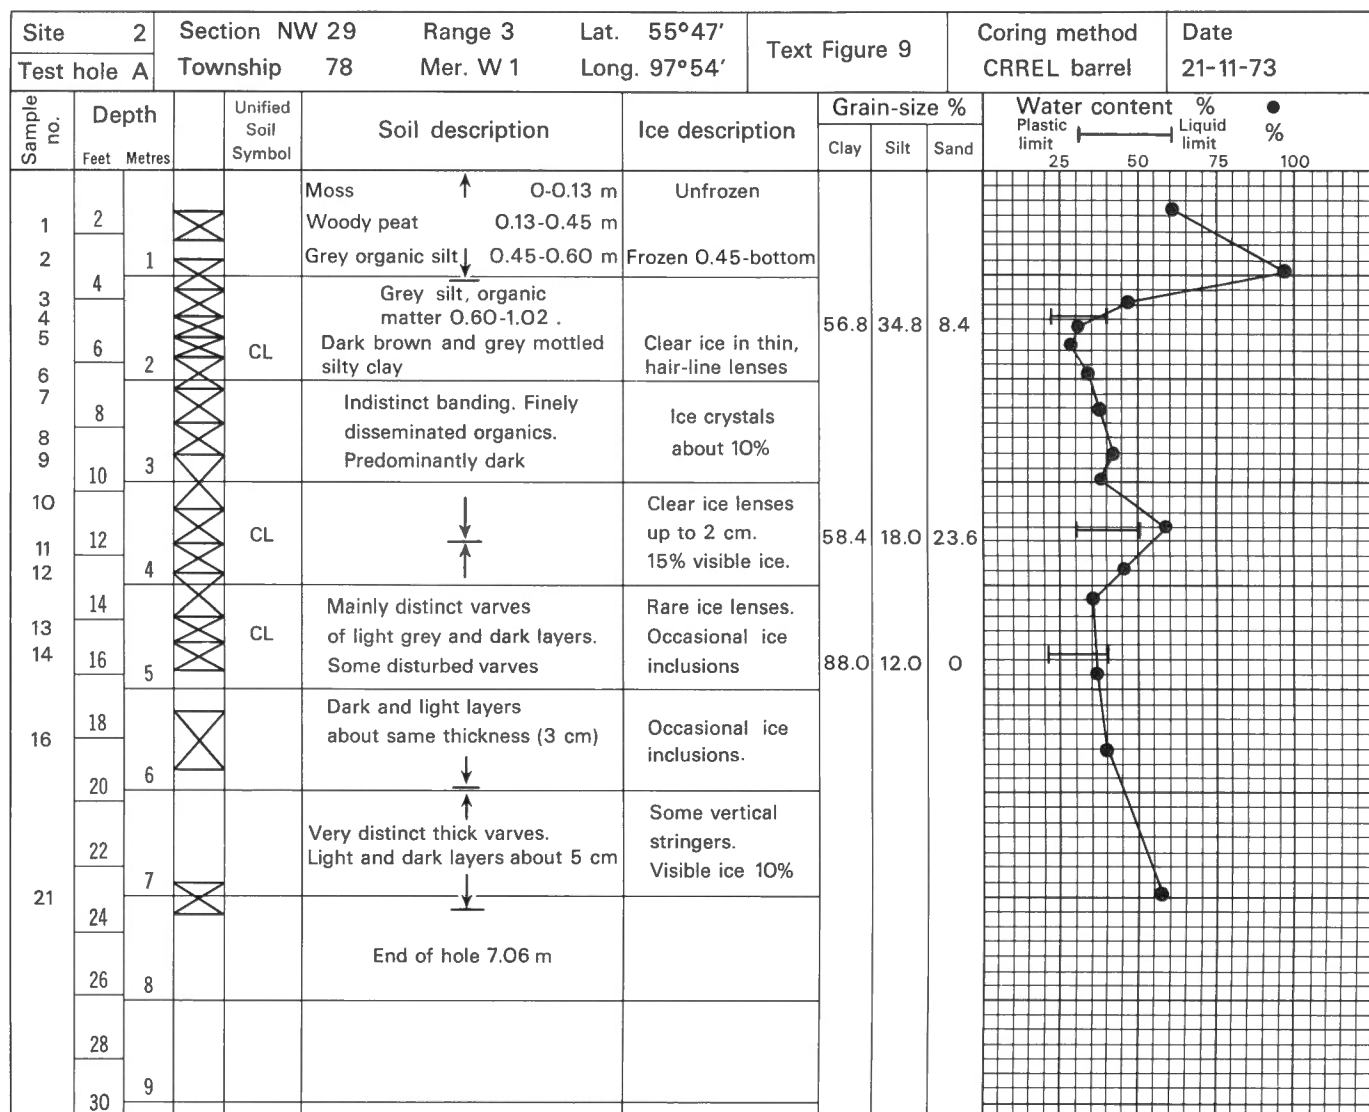 Site 2 Section NW 29 Range 3 Lat. 55°47' Text Figure 9 Coring method Date
Test hole A Township 78 Mer. W 1 Long. 97°54' CRREL barrel 21-11-73
Sample no.
Depth
Feet Metres
Unified
Soil
Symbol
Soil description
Ice description
Grain-size %
Clay Silt Sand
Water content % ●
Plastic limit Liquid limit %
25 50 75 100
1
2
3
4
5
6
7
8
9
10
11
12
13
14
16
21
2
4
6
8
10
12
14
16
18
20
22
24
26
28
30
1
2
3
4
5
6
7
8
9
CL
CL
CL
Moss 0-0.13 m
Woody peat 0.13-0.45 m
Grey organic silt 0.45-0.60 m
Grey silt, organic
matter 0.60-1.02 .
Dark brown and grey mottled
silty clay
Indistinct banding. Finely
disseminated organics.
Predominantly dark
Mainly distinct varves
of light grey and dark layers.
Some disturbed varves
Dark and light layers
about same thickness (3 cm)
Very distinct thick varves.
Light and dark layers about 5 cm
End of hole 7.06 m
Unfrozen
Frozen 0.45-bottom
Clear ice in thin,
hair-line lenses
Ice crystals
about 10%
Clear ice lenses
up to 2 cm.
15% visible ice.
Rare ice lenses.
Occasional ice
inclusions
Occasional ice
inclusions.
Some vertical
stringers.
Visible ice 10%
56.8 34.8 8.4
58.4 18.0 23.6
88.0 12.0 0